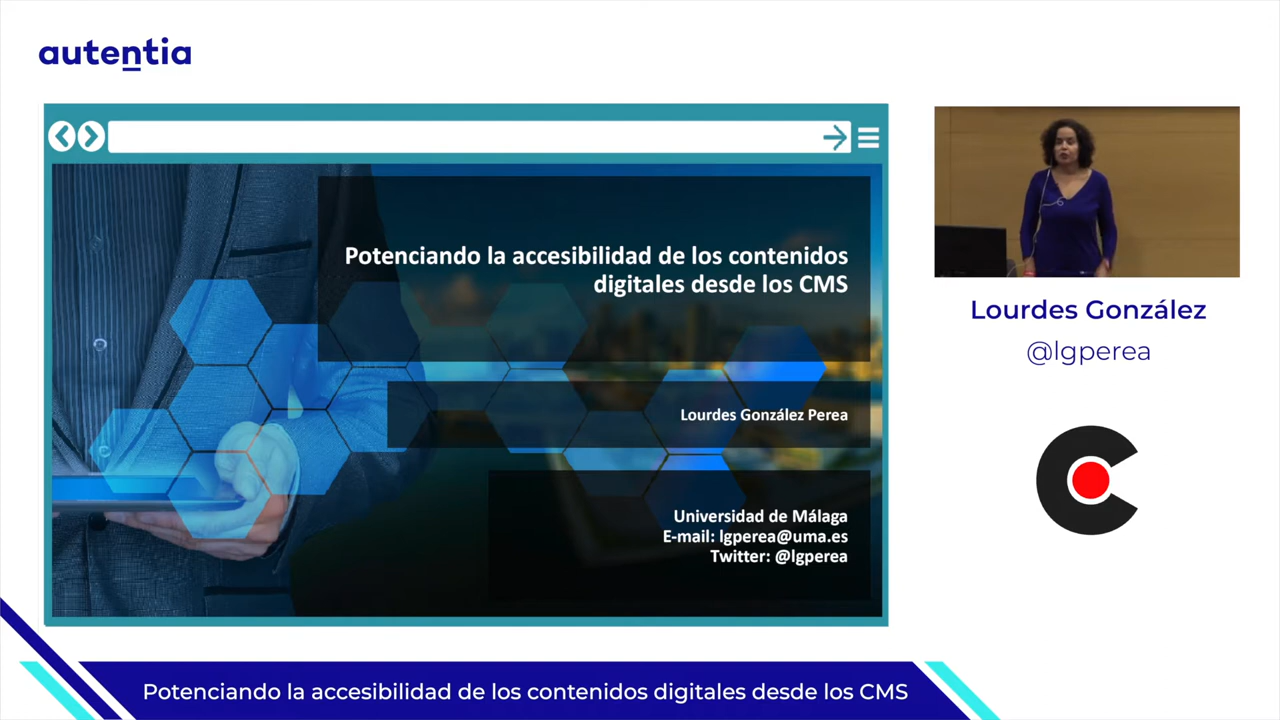 autentia
Potenciando la accesibilidad de los contenidos
digitales desde los CMS
Lourdes González Perea
Universidad de Málaga
E-mail: lgperea@uma.es
Twitter: @lgperea
Lourdes González
@lgperea
Potenciando la accesibilidad de los contenidos digitales desde los CMS